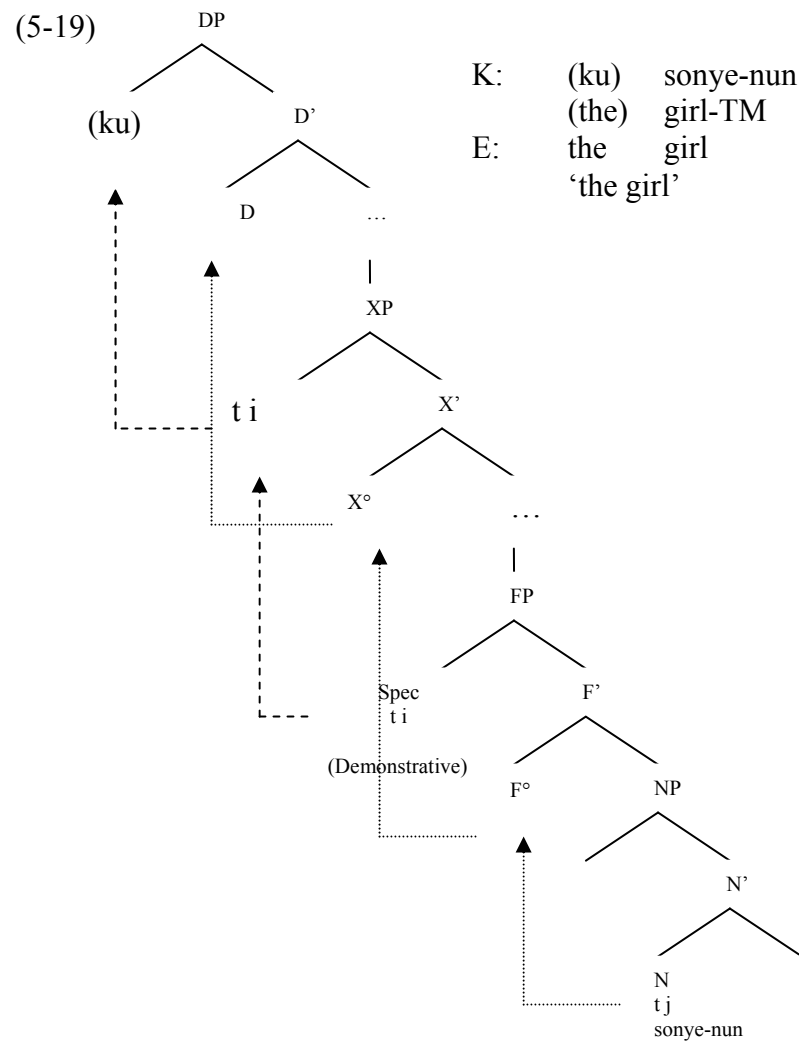 (5-19)
DP
K: (ku) sonye-nun
(the) girl-TM
E: the girl
‘the girl’
(ku)
D’
D
...
XP
t i
X’
X°
...
FP
Spec
t i
F’
(Demonstrative)
F°
NP
N’
N
t j
sonye-nun